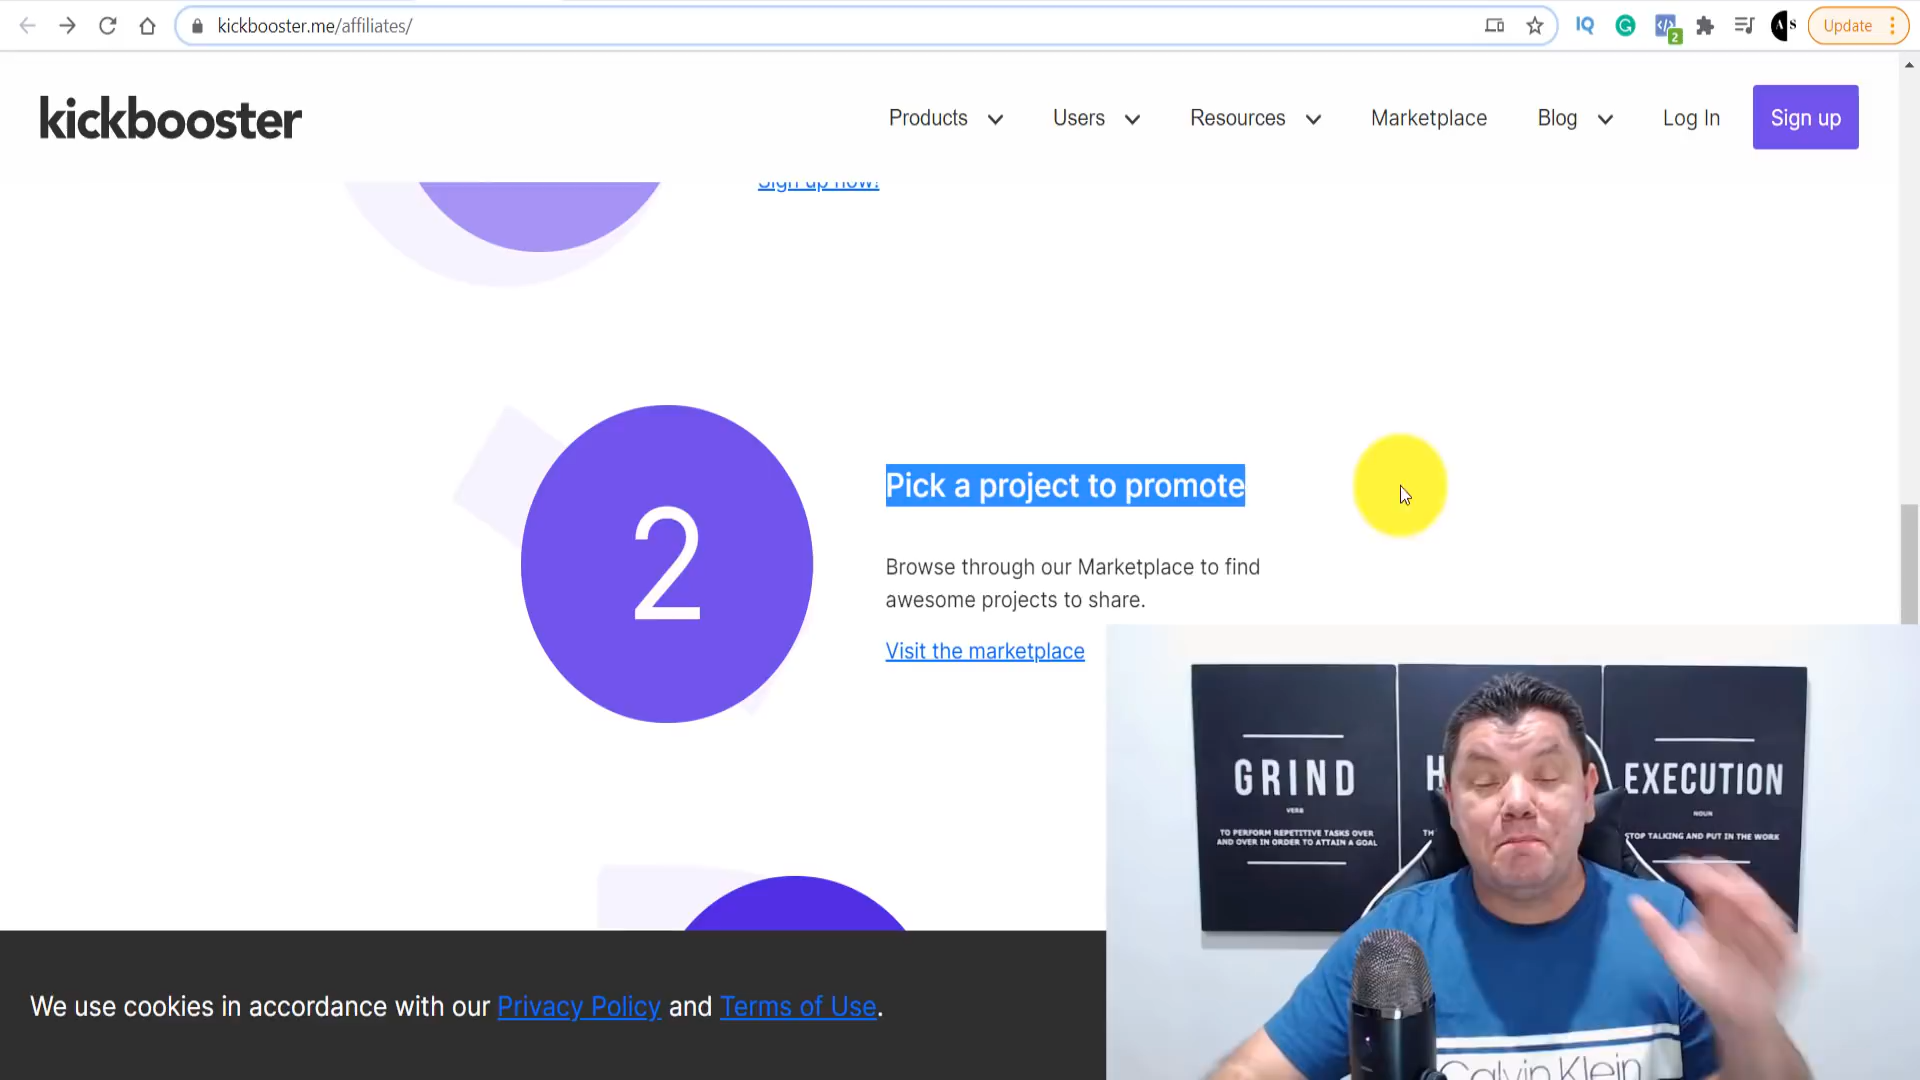 kickbooster.me/affiliates/
Update
kickbooster
Products
Users
Resources
Marketplace
Blog
Log In
Sign up
Sign up now!
2
Pick a project to promote
Browse through our Marketplace to find
awesome projects to share.
Visit the marketplace
We use cookies in accordance with our Privacy Policy and Terms of Use.
GRIND
VERB
TO PERFORM REPETITIVE TASKS OVER
AND OVER IN ORDER TO ATTAIN A GOAL
H
TH
EXECUTION
NOUN
STOP TALKING AND PUT IN THE WORK
Calvin Klein
IQ
G
2
A S